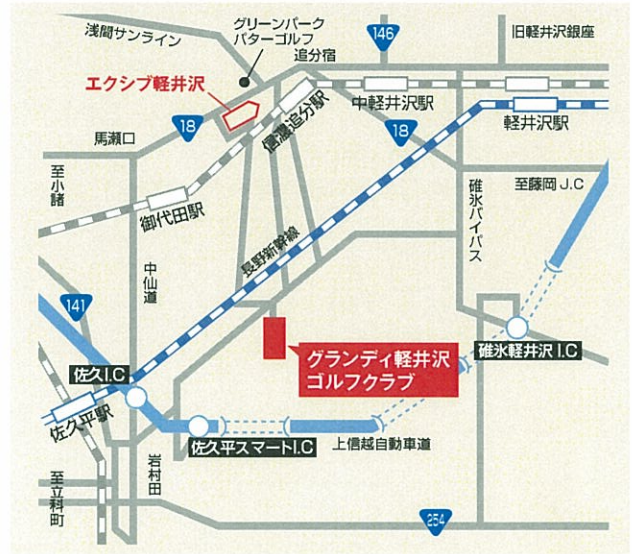 浅間サンライン
グリーンパーク
パターゴルフ
追分宿
146
旧軽井沢銀座
エクシブ軽井沢
中軽井沢駅
軽井沢駅
信濃追分駅
馬瀬口
18
18
至小諸
御代田駅
碓氷バイパス
至藤岡J.C
長野新幹線
中仙道
141
グランディ軽井沢
ゴルフクラブ
碓氷軽井沢I.C
佐久I.C
佐久平駅
佐久平スマートI.C
上信越自動車道
岩村田
至立科町
254